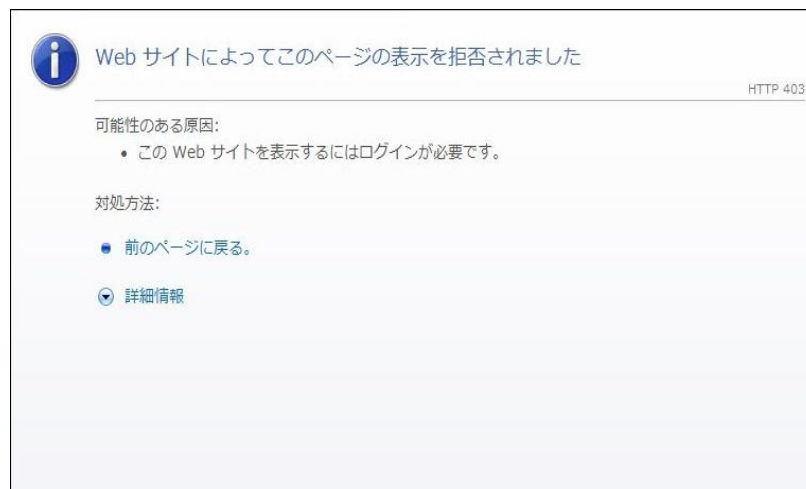 Web サイトによってこのページの表示を拒否されました
HTTP 403
可能性のある原因:
• この Web サイトを表示するにはログインが必要です。
対処方法:
前のページに戻る。
詳細情報